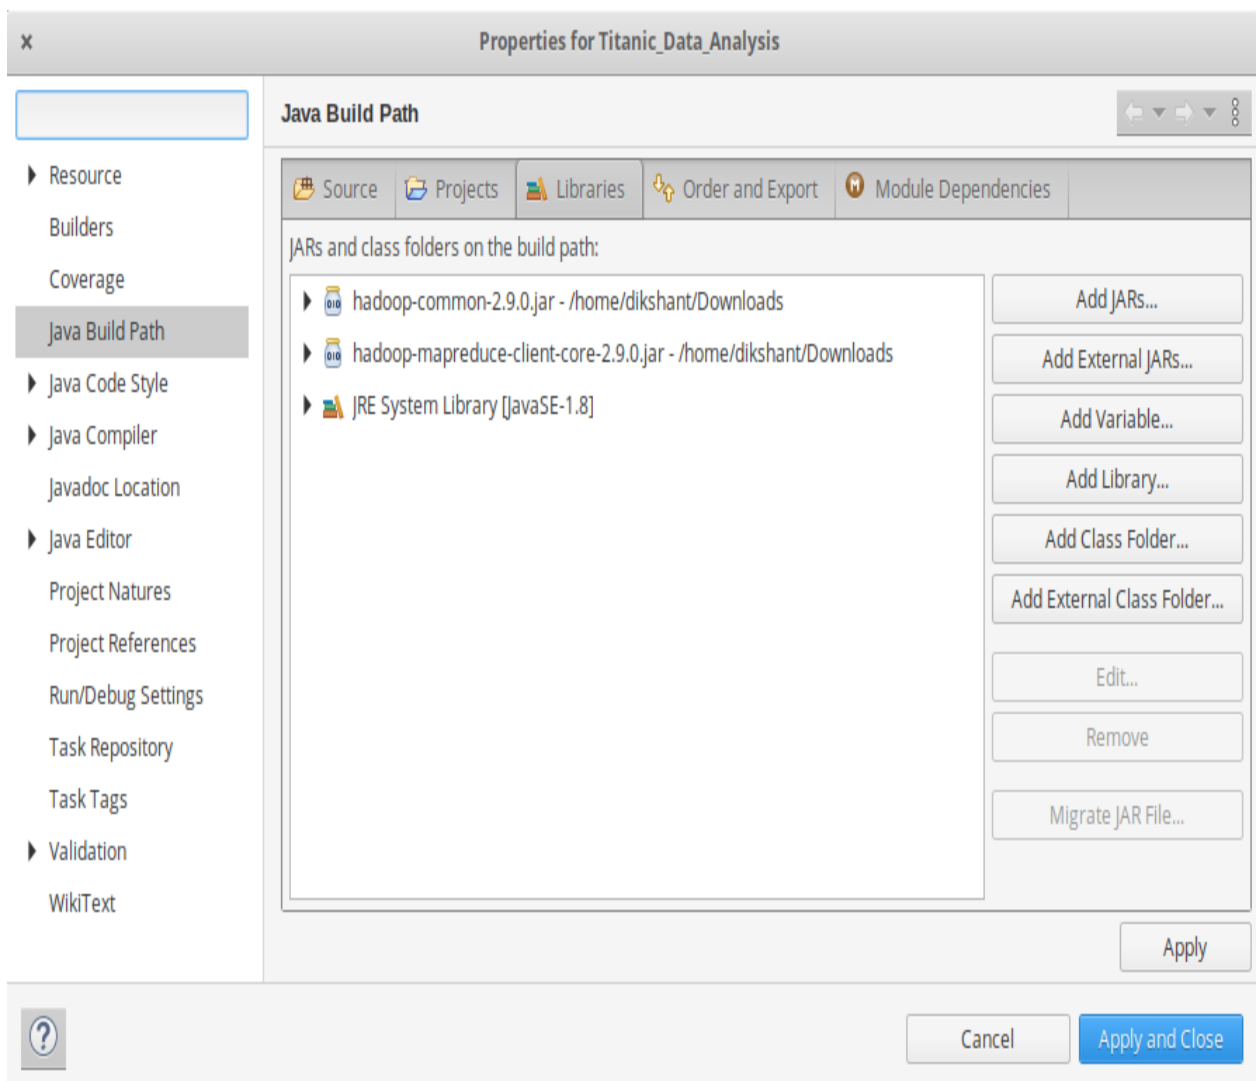 Properties for Titanic_Data_Analysis
Java Build Path
Resource
Builders
Coverage
Java Build Path
Java Code Style
Java Compiler
Javadoc Location
Java Editor
Project Natures
Project References
Run/Debug Settings
Task Repository
Task Tags
Validation
WikiText
Source Projects Libraries Order and Export Module Dependencies
JARs and class folders on the build path:
hadoop-common-2.9.0.jar - /home/dikshant/Downloads
hadoop-mapreduce-client-core-2.9.0.jar - /home/dikshant/Downloads
JRE System Library [JavaSE-1.8]
Add JARs...
Add External JARs...
Add Variable...
Add Library...
Add Class Folder...
Add External Class Folder...
Edit...
Remove
Migrate JAR File...
Apply
Cancel
Apply and Close